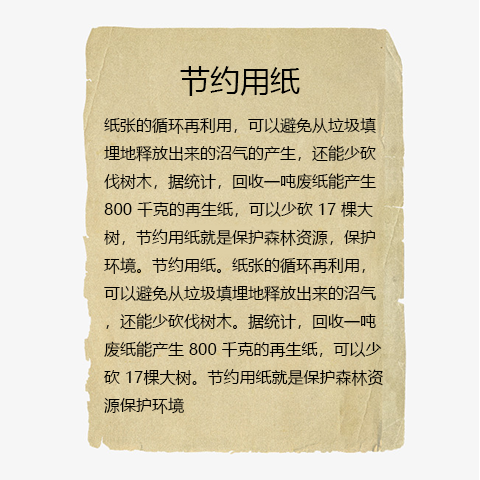 节约用纸
纸张的循环再利用，可以避免从垃圾填
埋地释放出来的沼气的产生，还能少砍
伐树木，据统计，回收一吨废纸能产生
800 千克的再生纸，可以少砍 17 棵大
树，节约用纸就是保护森林资源，保护
环境。节约用纸。纸张的循环再利用，
可以避免从垃圾填埋地释放出来的沼气
，还能少砍伐树木。据统计，回收一吨
废纸能产生 800 千克的再生纸，可以少
砍 17棵大树。节约用纸就是保护森林资
源保护环境